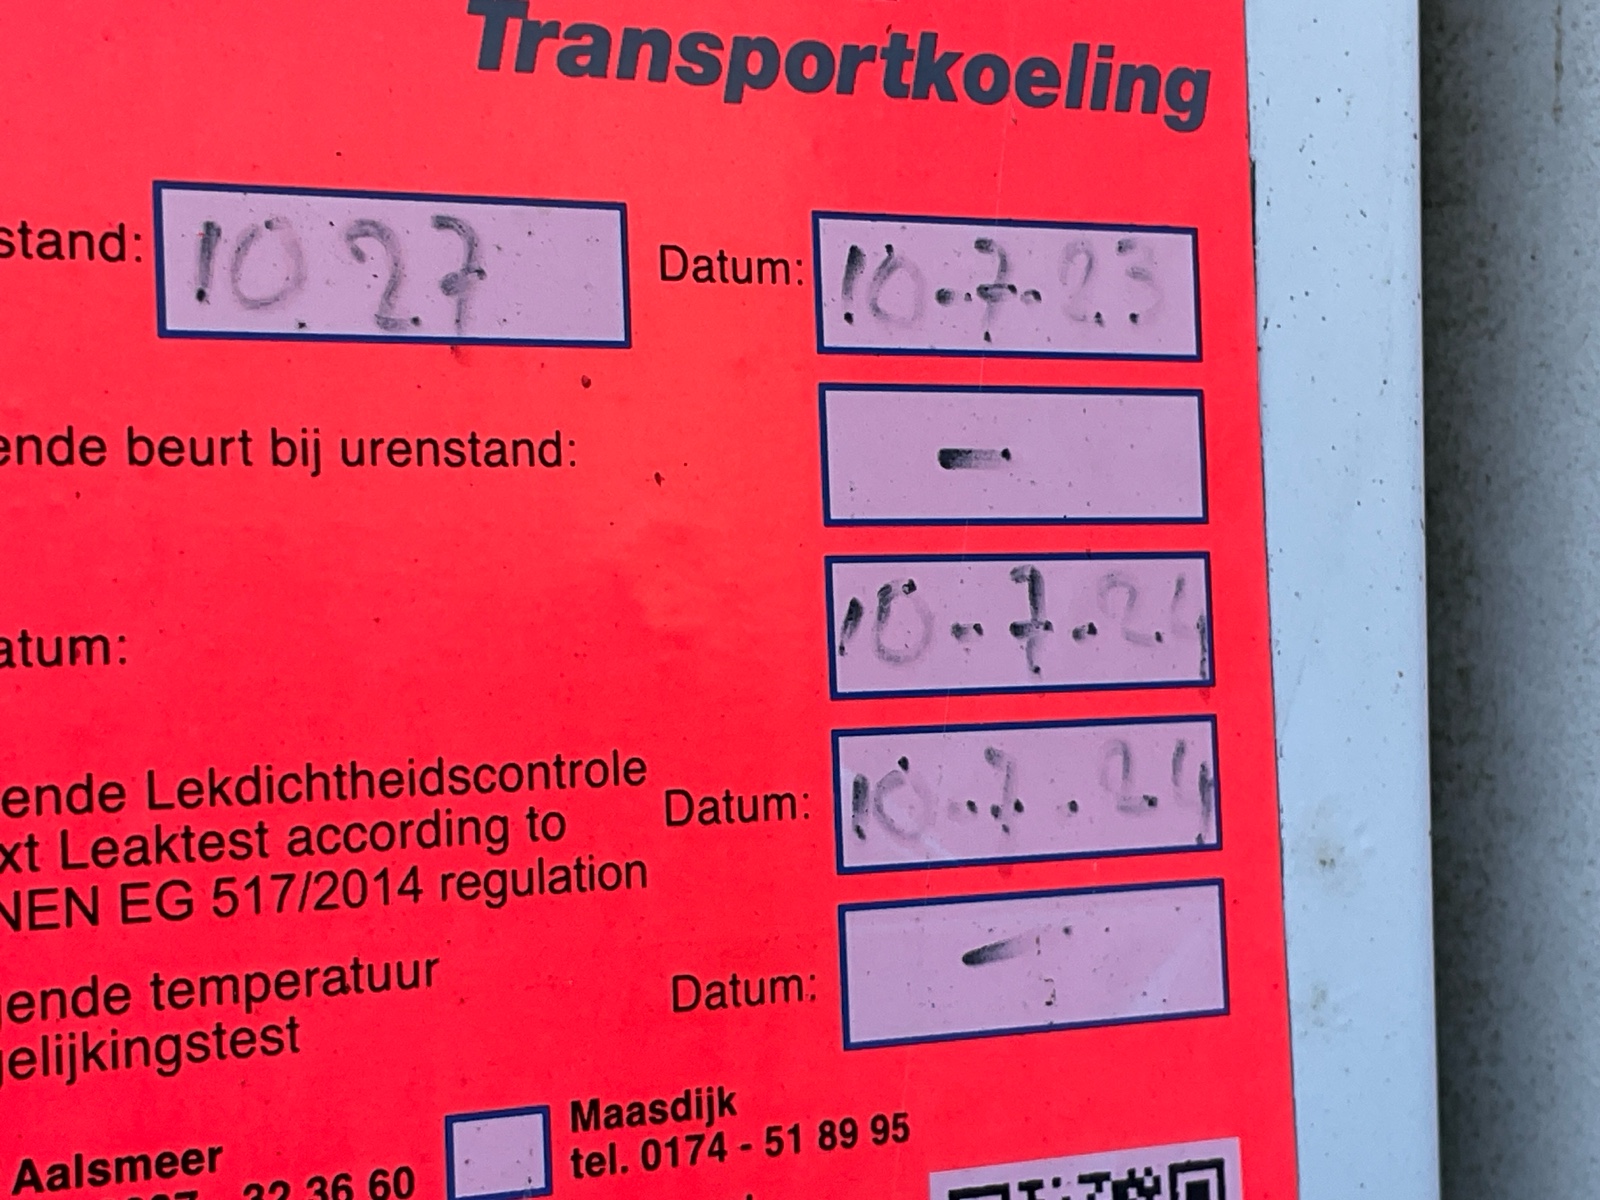 Transportkoeling
stand: 1027 Datum: 10-7-23
ende beurt bij urenstand: -
atum: 10-7-24
ende Lekdichtheidscontrole
xt Leaktest according to Datum: 10-7-24
NEN EG 517/2014 regulation
gende temperatuur
gelijkingstest Datum: -
Maasdijk
Aalsmeer tel. 0174 - 51 89 95
32 36 60